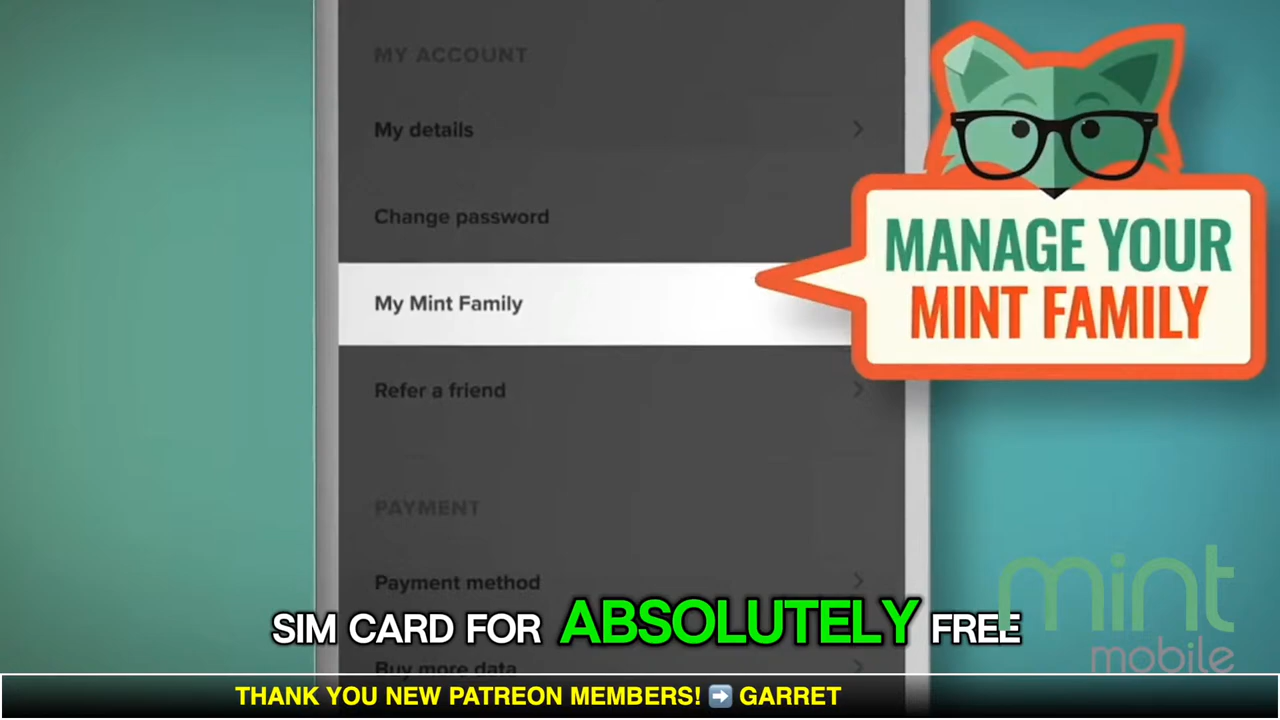 MY ACCOUNT
My details
Change password
My Mint Family
Refer a friend
PAYMENT
Payment method
Buy more data
MANAGE YOUR
MINT FAMILY
mint
mobile
SIM CARD FOR ABSOLUTELY FREE
THANK YOU NEW PATREON MEMBERS! ➡️ GARRET